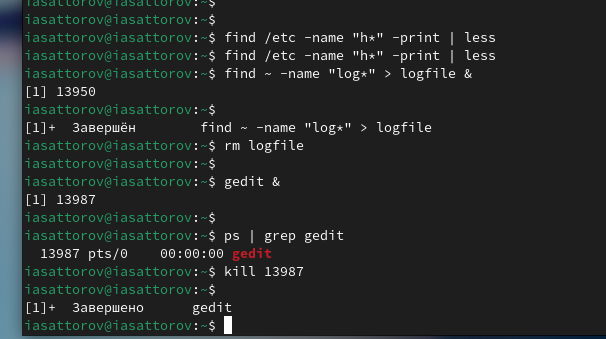 iasattorov@iasattorov:~$
iasattorov@iasattorov:~$
iasattorov@iasattorov:~$ find /etc -name "h*" -print | less
iasattorov@iasattorov:~$ find /etc -name "h*" -print | less
iasattorov@iasattorov:~$ find ~ -name "log*" > logfile &
[1] 13950
iasattorov@iasattorov:~$
[1]+  Завершён        find ~ -name "log*" > logfile
iasattorov@iasattorov:~$ rm logfile
iasattorov@iasattorov:~$
iasattorov@iasattorov:~$ gedit &
[1] 13987
iasattorov@iasattorov:~$
iasattorov@iasattorov:~$ ps | grep gedit
  13987 pts/0    00:00:00 gedit
iasattorov@iasattorov:~$ kill 13987
iasattorov@iasattorov:~$
[1]+  Завершено      gedit
iasattorov@iasattorov:~$